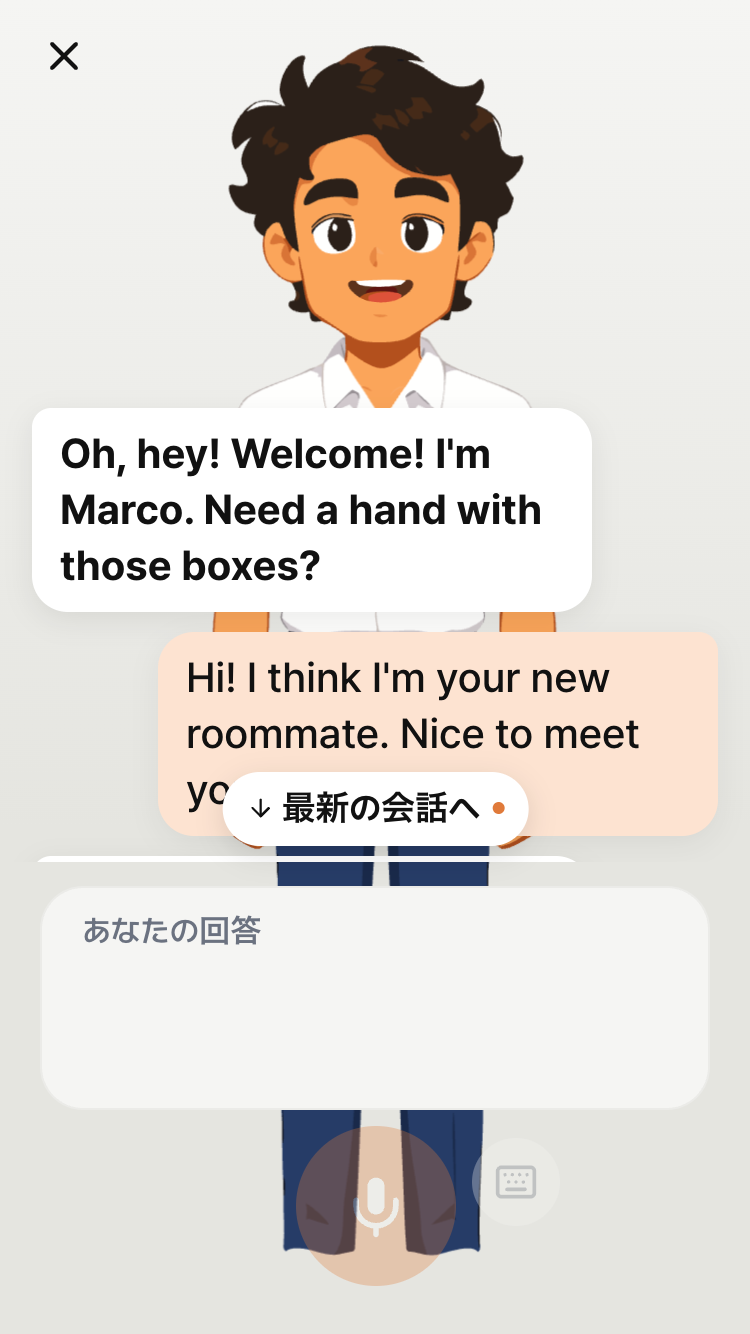 Oh, hey! Welcome! I'm
Marco. Need a hand with
those boxes?
Hi! I think I'm your new
roommate. Nice to meet
↓ 最新の会話へ
あなたの回答